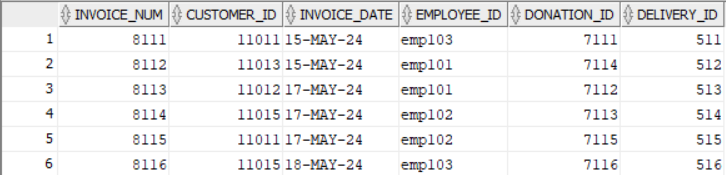 INVOICE_NUM CUSTOMER_ID INVOICE_DATE EMPLOYEE_ID DONATION_ID DELIVERY_ID
1 8111 11011 15-MAY-24 emp103 7111 511
2 8112 11013 15-MAY-24 emp101 7114 512
3 8113 11012 17-MAY-24 emp101 7112 513
4 8114 11015 17-MAY-24 emp102 7113 514
5 8115 11011 17-MAY-24 emp102 7115 515
6 8116 11015 18-MAY-24 emp103 7116 516